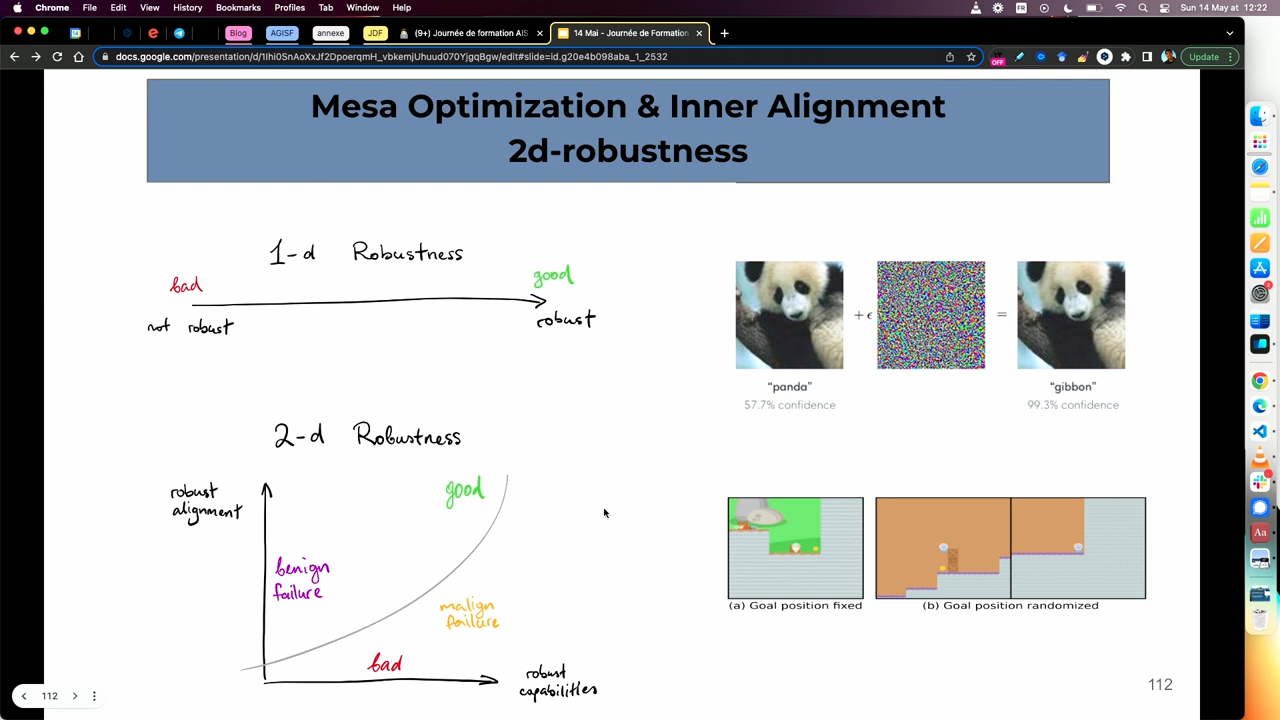 Chrome File Edit View History Bookmarks Profiles Tab Window Help
FR
Sun 14 May at 12:22
14
Blog AGISF annexe JDF (9+) Journée de formation AIS 14 Mai - Journée de Formation
docs.google.com/presentation/d/1Ihi0SnAoXxJf2DpoerqmH_vbkemjUhuud070YjgqBgw/edit#slide=id.g20e4b098aba_1_2532
OFF
Update
Mesa Optimization & Inner Alignment
2d-robustness
1-d Robustness
bad
good
not robust
robust
+ ϵ
=
"panda"
"gibbon"
57.7% confidence
99.3% confidence
2-d Robustness
robust
alignment
good
benign
failure
malign
failure
bad
robust
capabilities
(a) Goal position fixed
(b) Goal position randomized
112
112
Aa